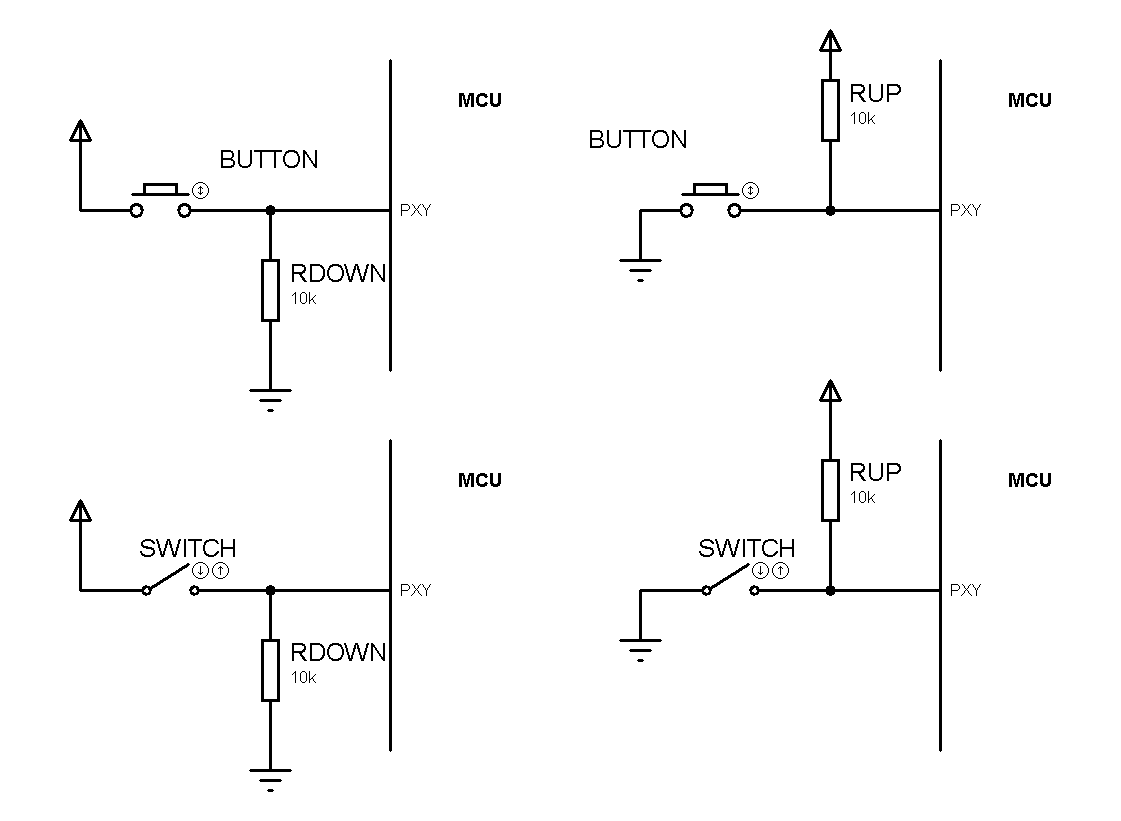 MCU
BUTTON
PXY
RDOWN
10k
RUP
10k
MCU
BUTTON
PXY
MCU
SWITCH
PXY
RDOWN
10k
RUP
10k
MCU
SWITCH
PXY